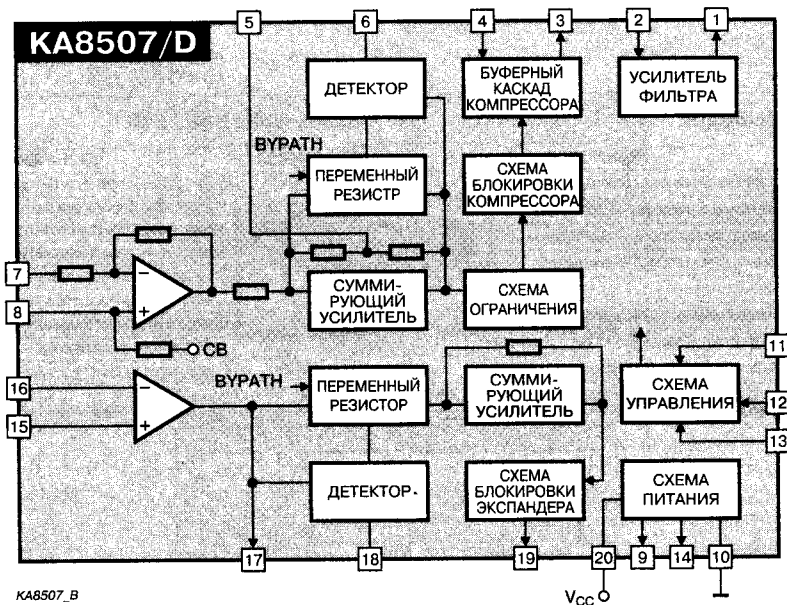 5 6 4 3 2 1
KA8507/D
ДЕТЕКТОР
БУФЕРНЫЙ
КАСКАД
КОМПРЕССОРА
УСИЛИТЕЛЬ
ФИЛЬТРА
BYPATH
ПЕРЕМЕННЫЙ
РЕЗИСТР
СХЕМА
БЛОКИРОВКИ
КОМПРЕССОРА
7
8
−
+
СУММИ-
РУЮЩИЙ
УСИЛИТЕЛЬ
СХЕМА
ОГРАНИЧЕНИЯ
СВ
16
15
−
+
BYPATH
ПЕРЕМЕННЫЙ
РЕЗИСТОР
СУММИ-
РУЮЩИЙ
УСИЛИТЕЛЬ
СХЕМА
УПРАВЛЕНИЯ
11
12
13
ДЕТЕКТОР
СХЕМА
БЛОКИРОВКИ
ЭКСПАНДЕРА
СХЕМА
ПИТАНИЯ
17 18 19 20 9 14 10
KA8507_B
VCC